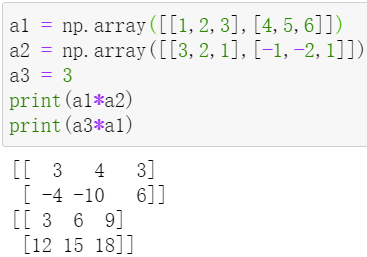 a1 = np.array([[1,2,3],[4,5,6]])
a2 = np.array([[3,2,1],[-1,-2,1]])
a3 = 3
print(a1*a2)
print(a3*a1)
[[  3   4   3]
 [ -4 -10   6]]
[[ 3  6  9]
 [12 15 18]]